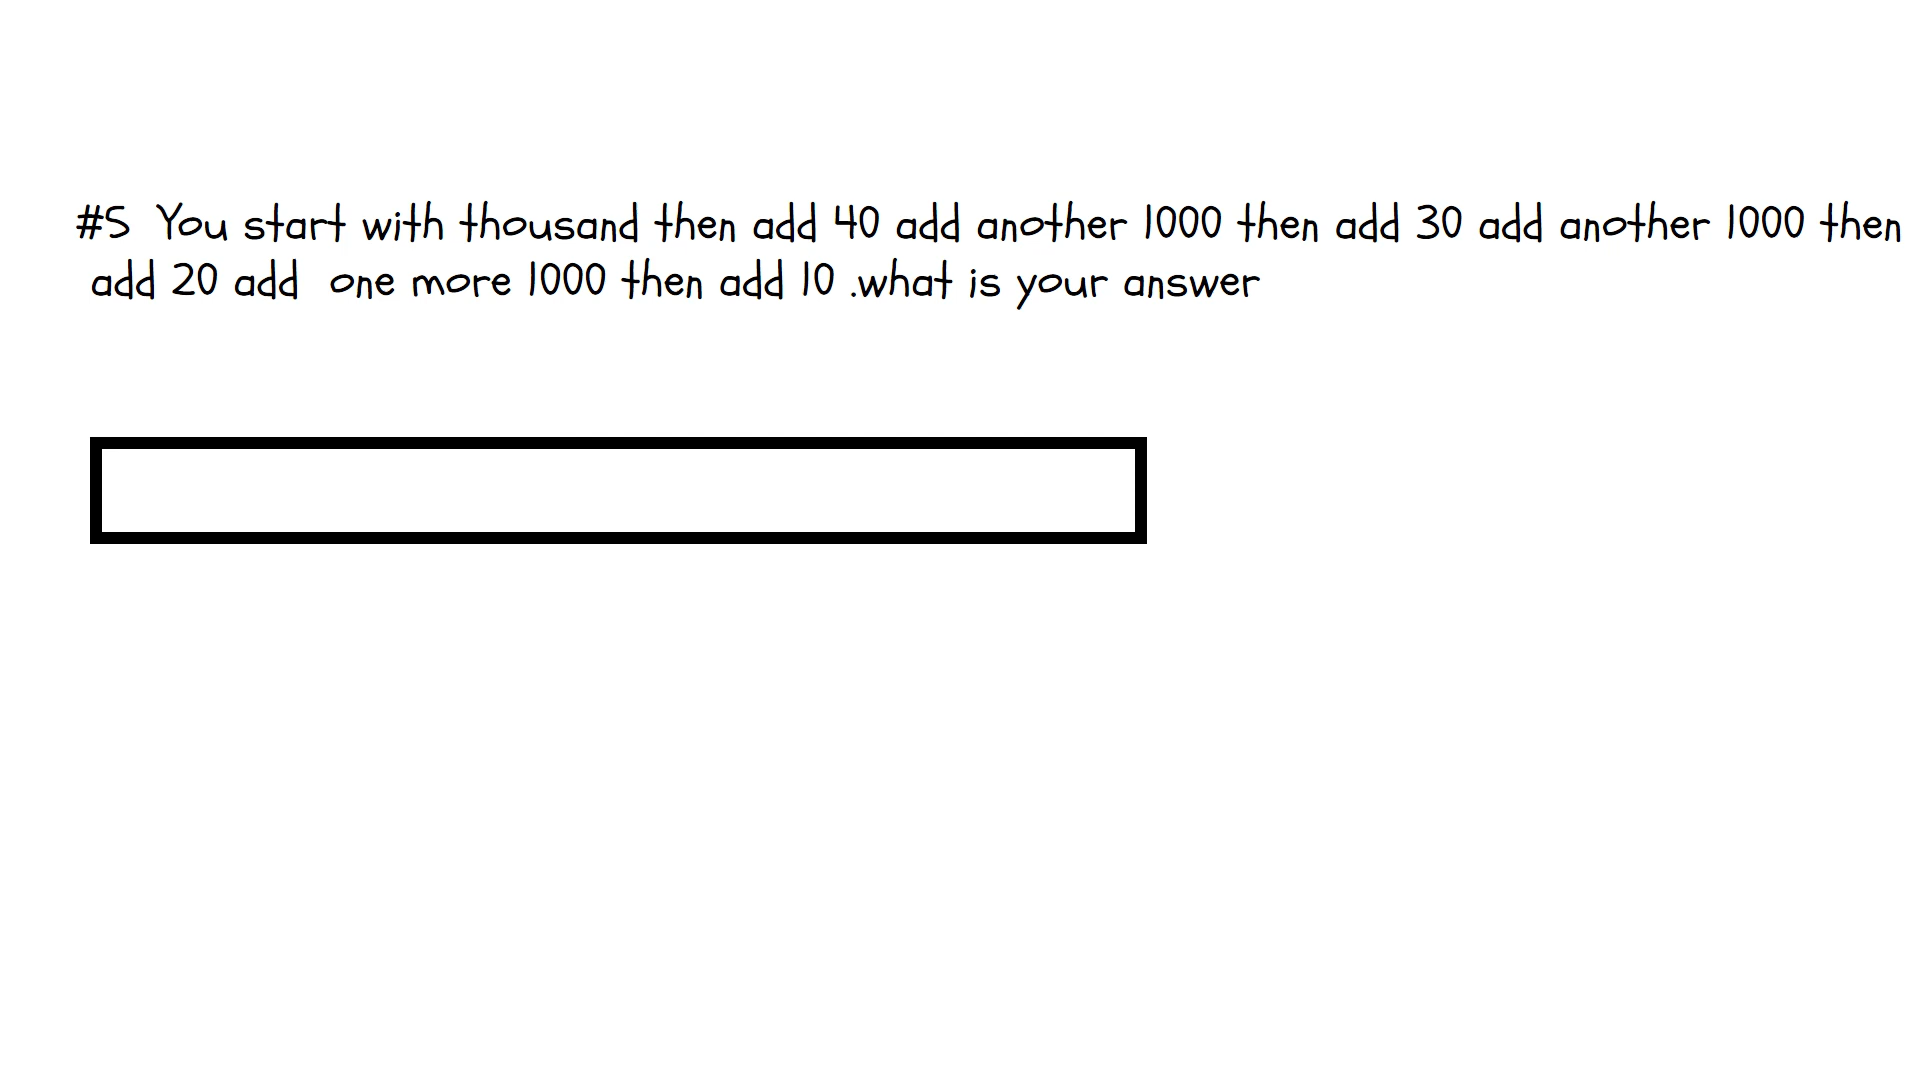 #5 You start with thousand then add 40 add another 1000 then add 30 add another 1000 then
add 20 add one more 1000 then add 10 .what is your answer